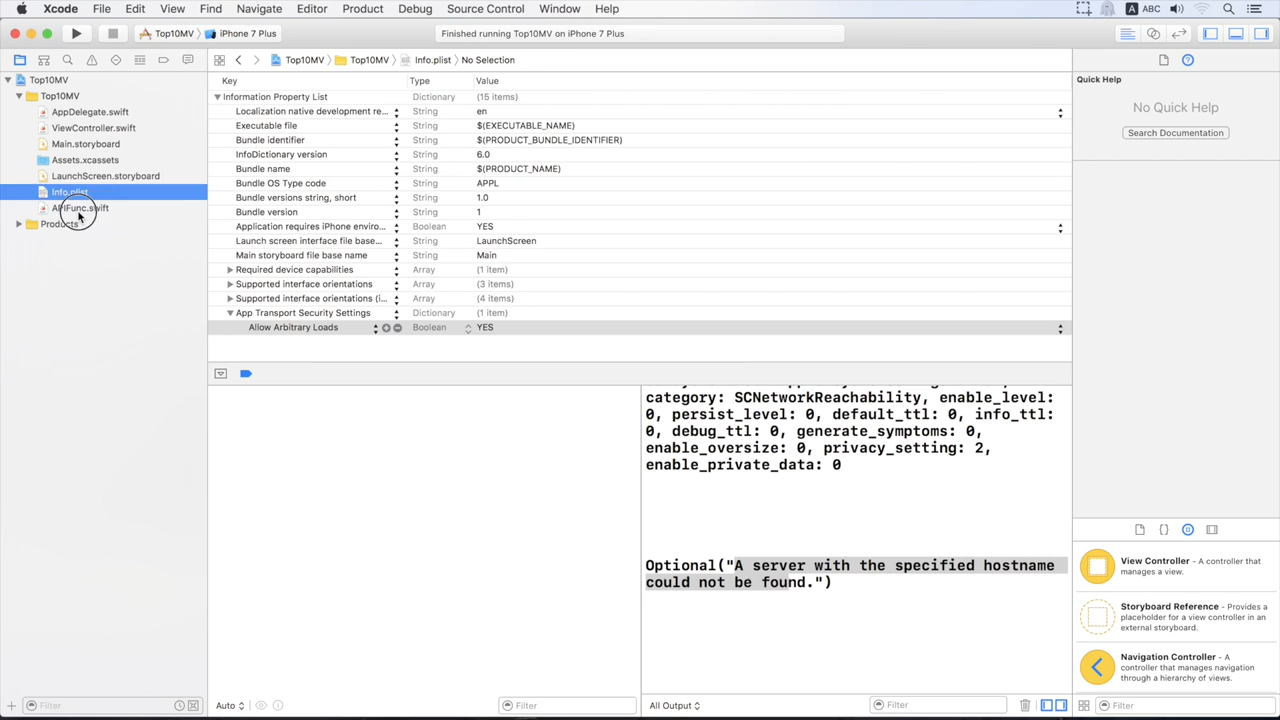 Xcode File Edit View Find Navigate Editor Product Debug Source Control Window Help A ABC
Top10MV iPhone 7 Plus Finished running Top10MV on iPhone 7 Plus
Top10MV Top10MV Info.plist No Selection
Top10MV
Top10MV
AppDelegate.swift
ViewController.swift
Main.storyboard
Assets.xcassets
LaunchScreen.storyboard
Info.plist
APIFunc.swift
Products
Key Type Value
Information Property List Dictionary (15 items)
Localization native development re... String en
Executable file String $(EXECUTABLE_NAME)
Bundle identifier String $(PRODUCT_BUNDLE_IDENTIFIER)
InfoDictionary version String 6.0
Bundle name String $(PRODUCT_NAME)
Bundle OS Type code String APPL
Bundle versions string, short String 1.0
Bundle version String 1
Application requires iPhone enviro... Boolean YES
Launch screen interface file base... String LaunchScreen
Main storyboard file base name String Main
Required device capabilities Array (1 item)
Supported interface orientations Array (3 items)
Supported interface orientations (i... Array (4 items)
App Transport Security Settings Dictionary (1 item)
Allow Arbitrary Loads Boolean YES
category: SCNetworkReachability, enable_level:
0, persist_level: 0, default_ttl: 0, info_ttl:
0, debug_ttl: 0, generate_symptoms: 0,
enable_oversize: 0, privacy_setting: 2,
enable_private_data: 0
Optional("A server with the specified hostname
could not be found.")
Quick Help
No Quick Help
Search Documentation
View Controller - A controller that
manages a view.
Storyboard Reference - Provides a
placeholder for a view controller in an
external storyboard.
Navigation Controller - A
controller that manages navigation
through a hierarchy of views.
Filter Auto Filter All Output Filter Filter